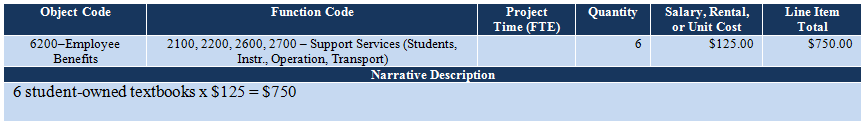 Object Code Function Code Project Time (FTE) Quantity Salary, Rental, or Unit Cost Line Item Total
6200–Employee Benefits 2100, 2200, 2600, 2700 – Support Services (Students, Instr., Operation, Transport) 6 $125.00 $750.00
Narrative Description
6 student-owned textbooks x $125 = $750